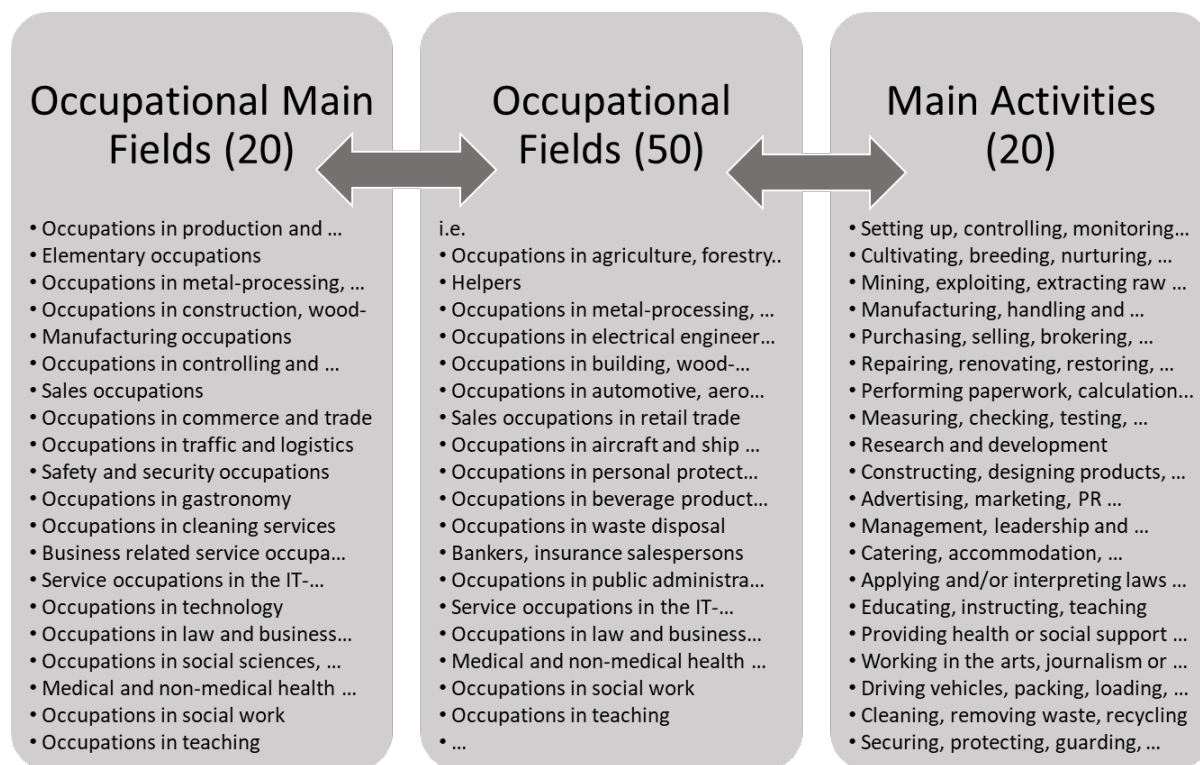 Occupational Main
Fields (20)
• Occupations in production and ...
• Elementary occupations
• Occupations in metal-processing, ...
• Occupations in construction, wood-
• Manufacturing occupations
• Occupations in controlling and ...
• Sales occupations
• Occupations in commerce and trade
• Occupations in traffic and logistics
• Safety and security occupations
• Occupations in gastronomy
• Occupations in cleaning services
• Business related service occupa...
• Service occupations in the IT-...
• Occupations in technology
• Occupations in law and business...
• Occupations in social sciences, ...
• Medical and non-medical health ...
• Occupations in social work
• Occupations in teaching
Occupational
Fields (50)
i.e.
• Occupations in agriculture, forestry..
• Helpers
• Occupations in metal-processing, ...
• Occupations in electrical engineer...
• Occupations in building, wood-...
• Occupations in automotive, aero...
• Sales occupations in retail trade
• Occupations in aircraft and ship ...
• Occupations in personal protect...
• Occupations in beverage product...
• Occupations in waste disposal
• Bankers, insurance salespersons
• Occupations in public administra...
• Service occupations in the IT-...
• Occupations in law and business...
• Medical and non-medical health ...
• Occupations in social work
• Occupations in teaching
• ...
Main Activities
(20)
• Setting up, controlling, monitoring...
• Cultivating, breeding, nurturing, ...
• Mining, exploiting, extracting raw ...
• Manufacturing, handling and ...
• Purchasing, selling, brokering, ...
• Repairing, renovating, restoring, ...
• Performing paperwork, calculation...
• Measuring, checking, testing, ...
• Research and development
• Constructing, designing products, ...
• Advertising, marketing, PR ...
• Management, leadership and ...
• Catering, accommodation, ...
• Applying and/or interpreting laws ...
• Educating, instructing, teaching
• Providing health or social support ...
• Working in the arts, journalism or ...
• Driving vehicles, packing, loading, ...
• Cleaning, removing waste, recycling
• Securing, protecting, guarding, ...